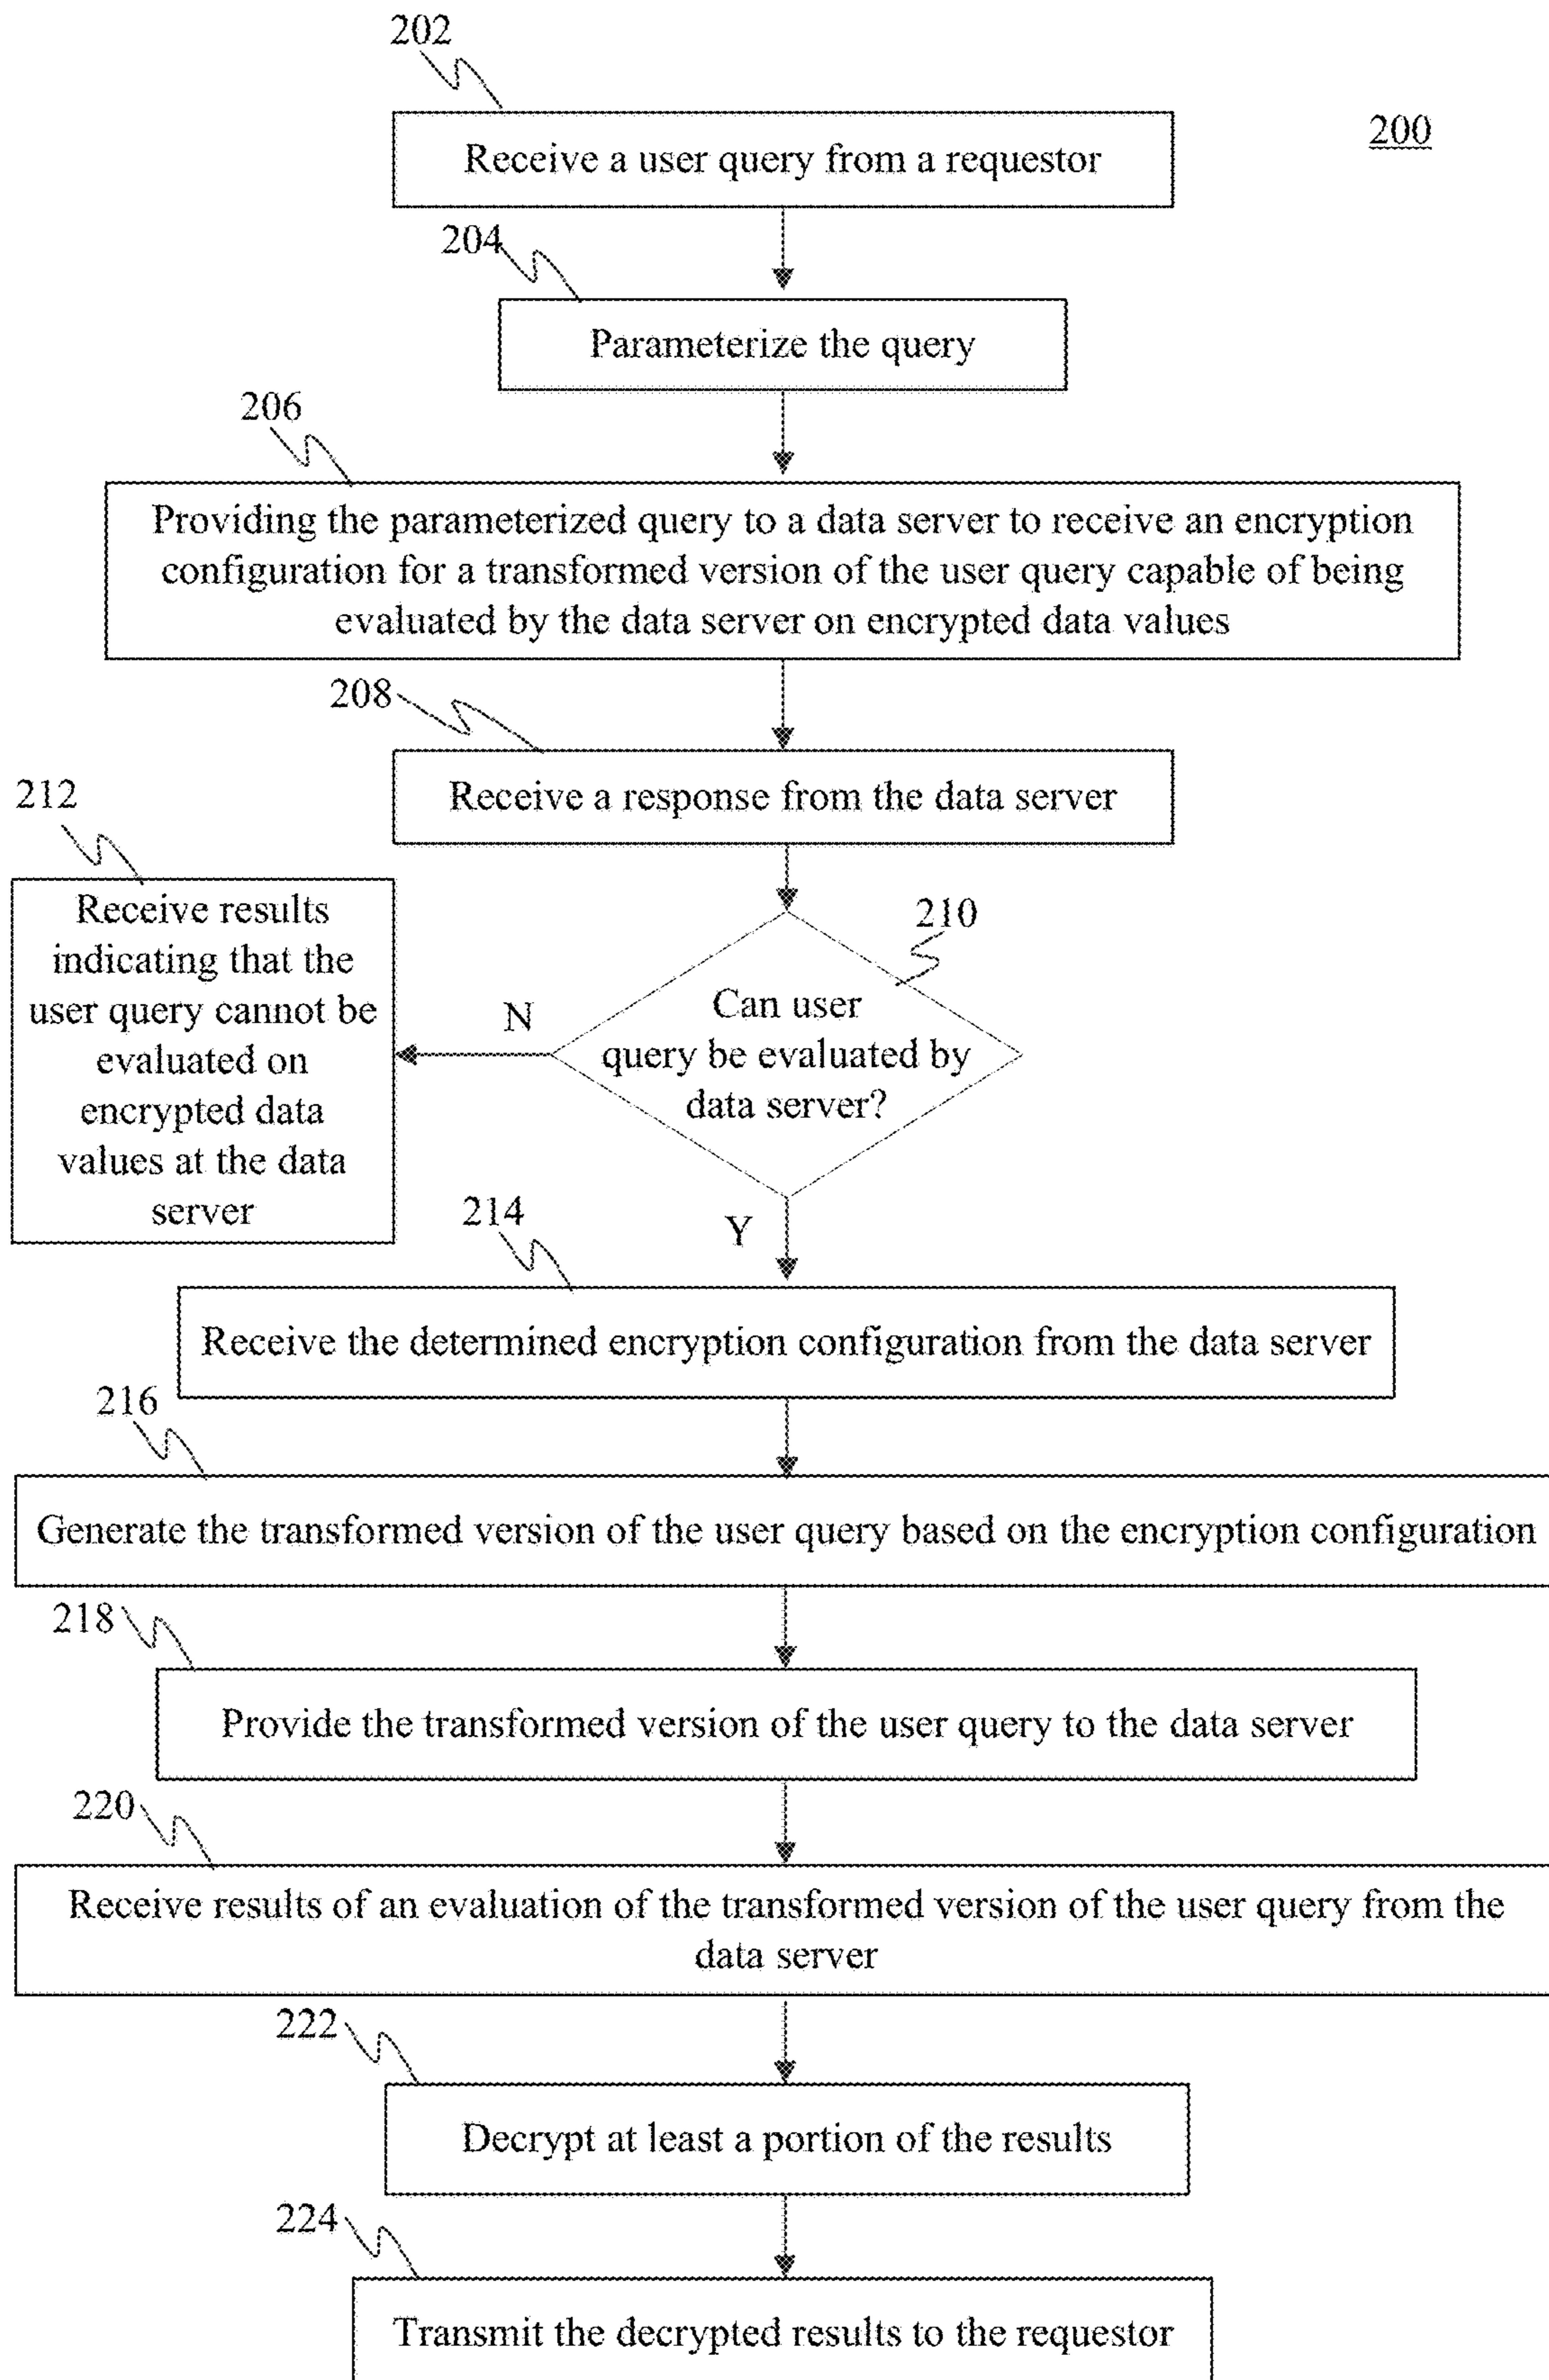 202
200
Receive a user query from a requestor
204
Parameterize the query
206
Providing the parameterized query to a data server to receive an encryption
configuration for a transformed version of the user query capable of being
evaluated by the data server on encrypted data values
208
Receive a response from the data server
212
Receive results
indicating that the
user query cannot be
evaluated on
encrypted data
values at the data
server
210
N
Can user
query be evaluated by
data server?
214
Y
Receive the determined encryption configuration from the data server
216
Generate the transformed version of the user query based on the encryption configuration
218
Provide the transformed version of the user query to the data server
220
Receive results of an evaluation of the transformed version of the user query from the
data server
222
Decrypt at least a portion of the results
224
Transmit the decrypted results to the requestor